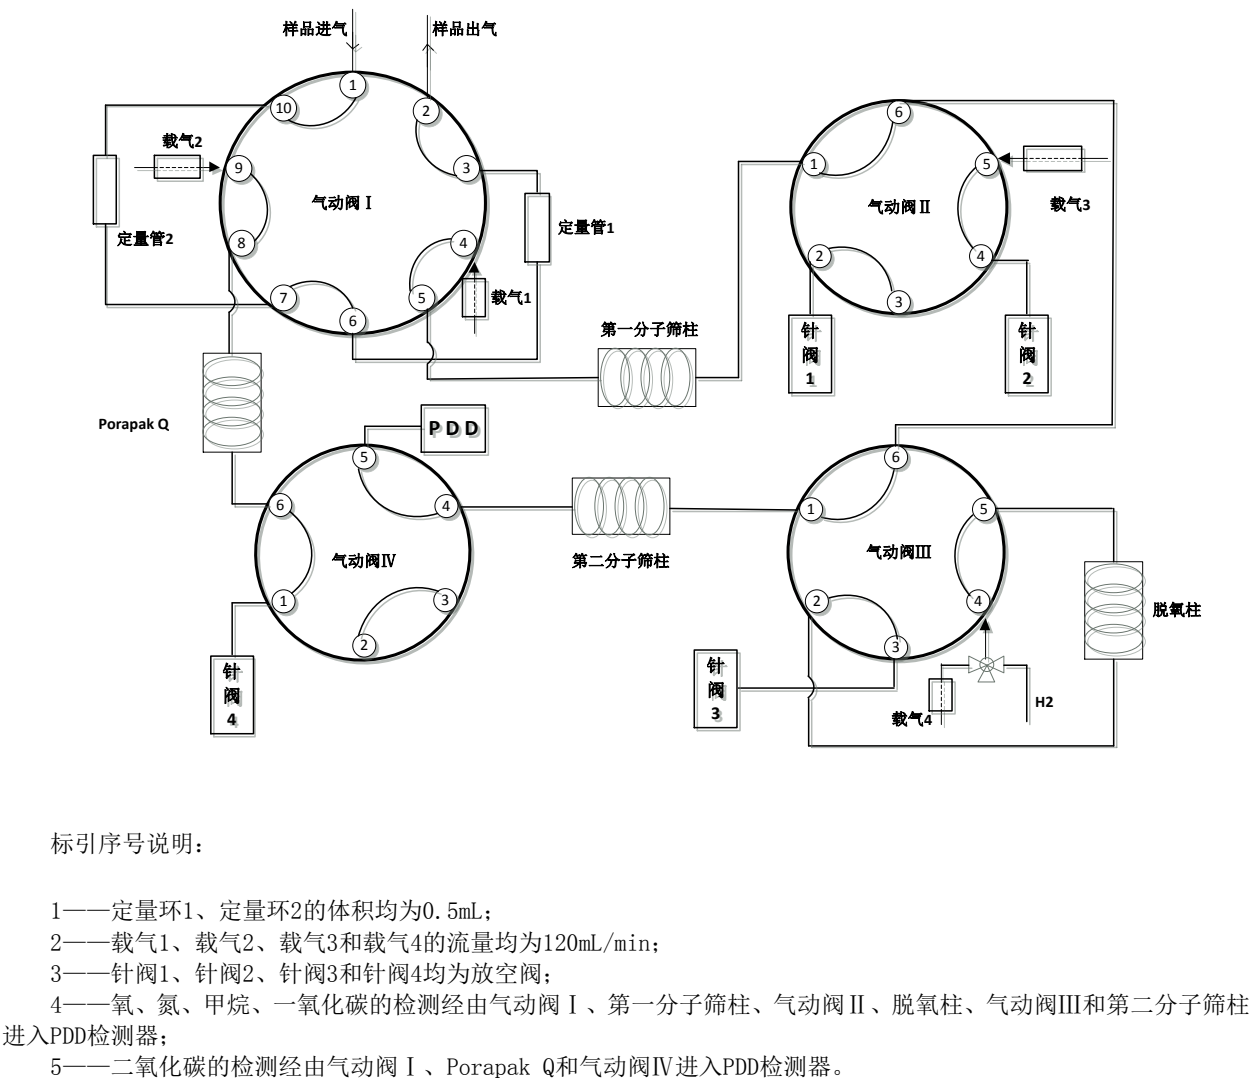 样品进气
样品出气
1
10
2
6
载气2
9
3
1
5
气动阀Ⅰ
气动阀Ⅱ
载气3
定量管2
定量管1
8
4
2
4
7
5
载气1
3
6
第一分子筛柱
针阀1
针阀2
Porapak Q
PDD
5
6
6
4
1
5
气动阀Ⅳ
第二分子筛柱
气动阀Ⅲ
脱氧柱
1
3
2
4
2
3
针阀4
针阀3
载气4
H2
标引序号说明：
1——定量环1、定量环2的体积均为0.5mL；
2——载气1、载气2、载气3和载气4的流量均为120mL/min；
3——针阀1、针阀2、针阀3和针阀4均为放空阀；
4——氧、氮、甲烷、一氧化碳的检测经由气动阀Ⅰ、第一分子筛柱、气动阀Ⅱ、脱氧柱、气动阀Ⅲ和第二分子筛柱
进入PDD检测器；
5——二氧化碳的检测经由气动阀Ⅰ、Porapak Q和气动阀Ⅳ进入PDD检测器。